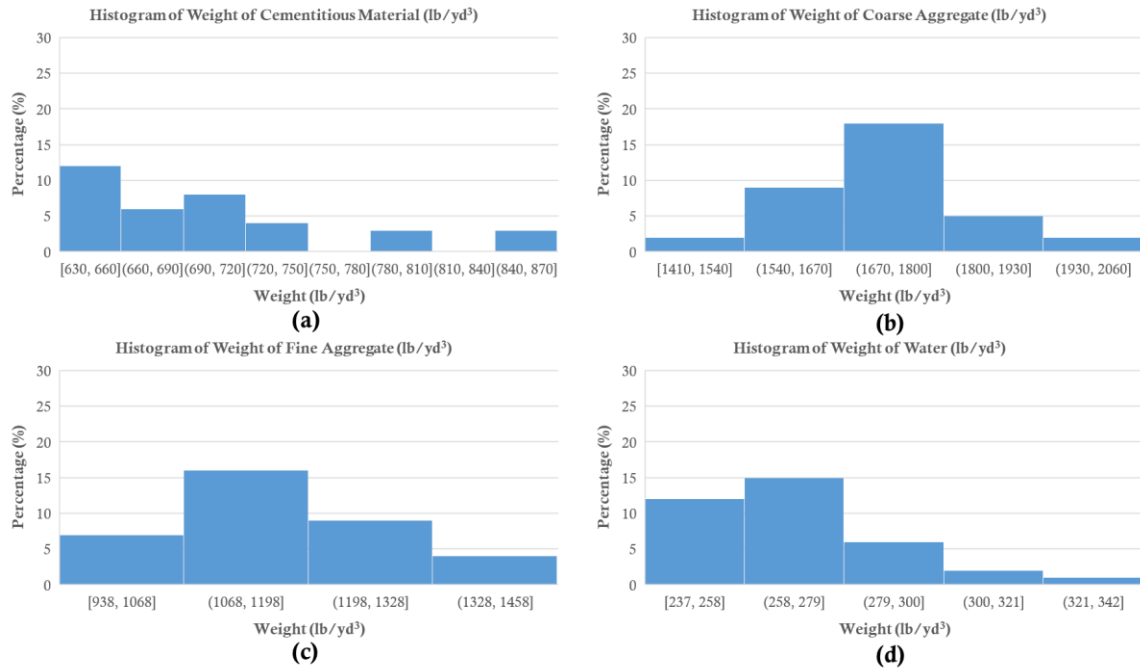 Histogram of Weight of Cementitious Material (lb/yd³)
Percentage (%)
30
25
20
15
10
5
0
[630, 660] (660, 690] (690, 720] (720, 750] (750, 780] (780, 810] (810, 840] (840, 870]
Weight (lb/yd³)
(a)
Histogram of Weight of Coarse Aggregate (lb/yd³)
Percentage (%)
30
25
20
15
10
5
0
[1410, 1540] (1540, 1670] (1670, 1800] (1800, 1930] (1930, 2060]
Weight (lb/yd³)
(b)
Histogram of Weight of Fine Aggregate (lb/yd³)
Percentage (%)
30
25
20
15
10
5
0
[938, 1068] (1068, 1198] (1198, 1328] (1328, 1458]
Weight (lb/yd³)
(c)
Histogram of Weight of Water (lb/yd³)
Percentage (%)
30
25
20
15
10
5
0
[237, 258] (258, 279] (279, 300] (300, 321] (321, 342]
Weight (lb/yd³)
(d)